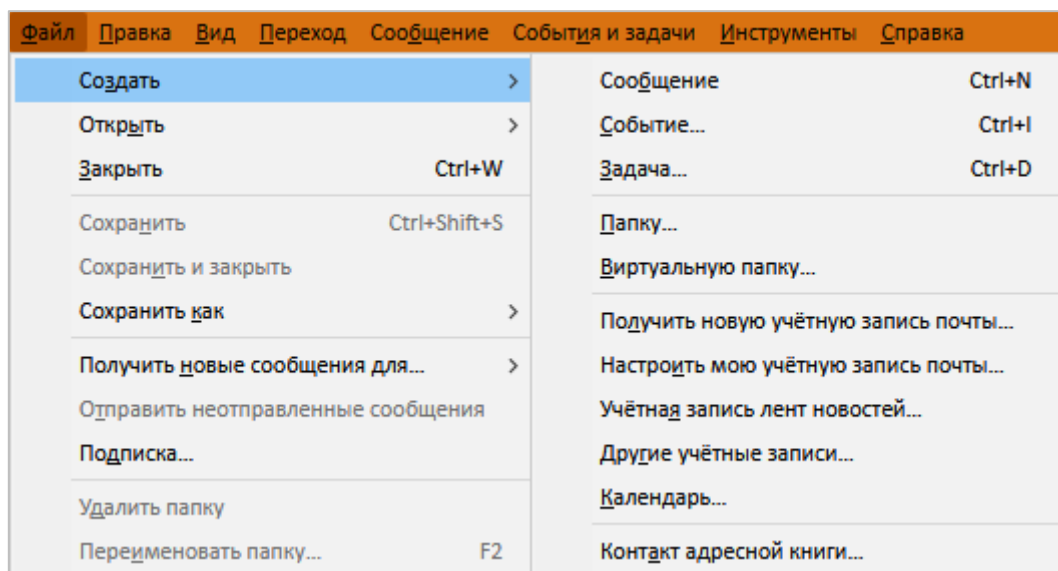 Файл Правка Вид Переход Сообщение События и задачи Инструменты Справка
Создать
Открыть
Закрыть Ctrl+W
Сохранить Ctrl+Shift+S
Сохранить и закрыть
Сохранить как
Получить новые сообщения для...
Отправить неотправленные сообщения
Подписка...
Удалить папку
Переименовать папку... F2
Сообщение Ctrl+N
Событие... Ctrl+I
Задача... Ctrl+D
Папку...
Виртуальную папку...
Получить новую учётную запись почты...
Настроить мою учётную запись почты...
Учётная запись лент новостей...
Другие учётные записи...
Календарь...
Контакт адресной книги...